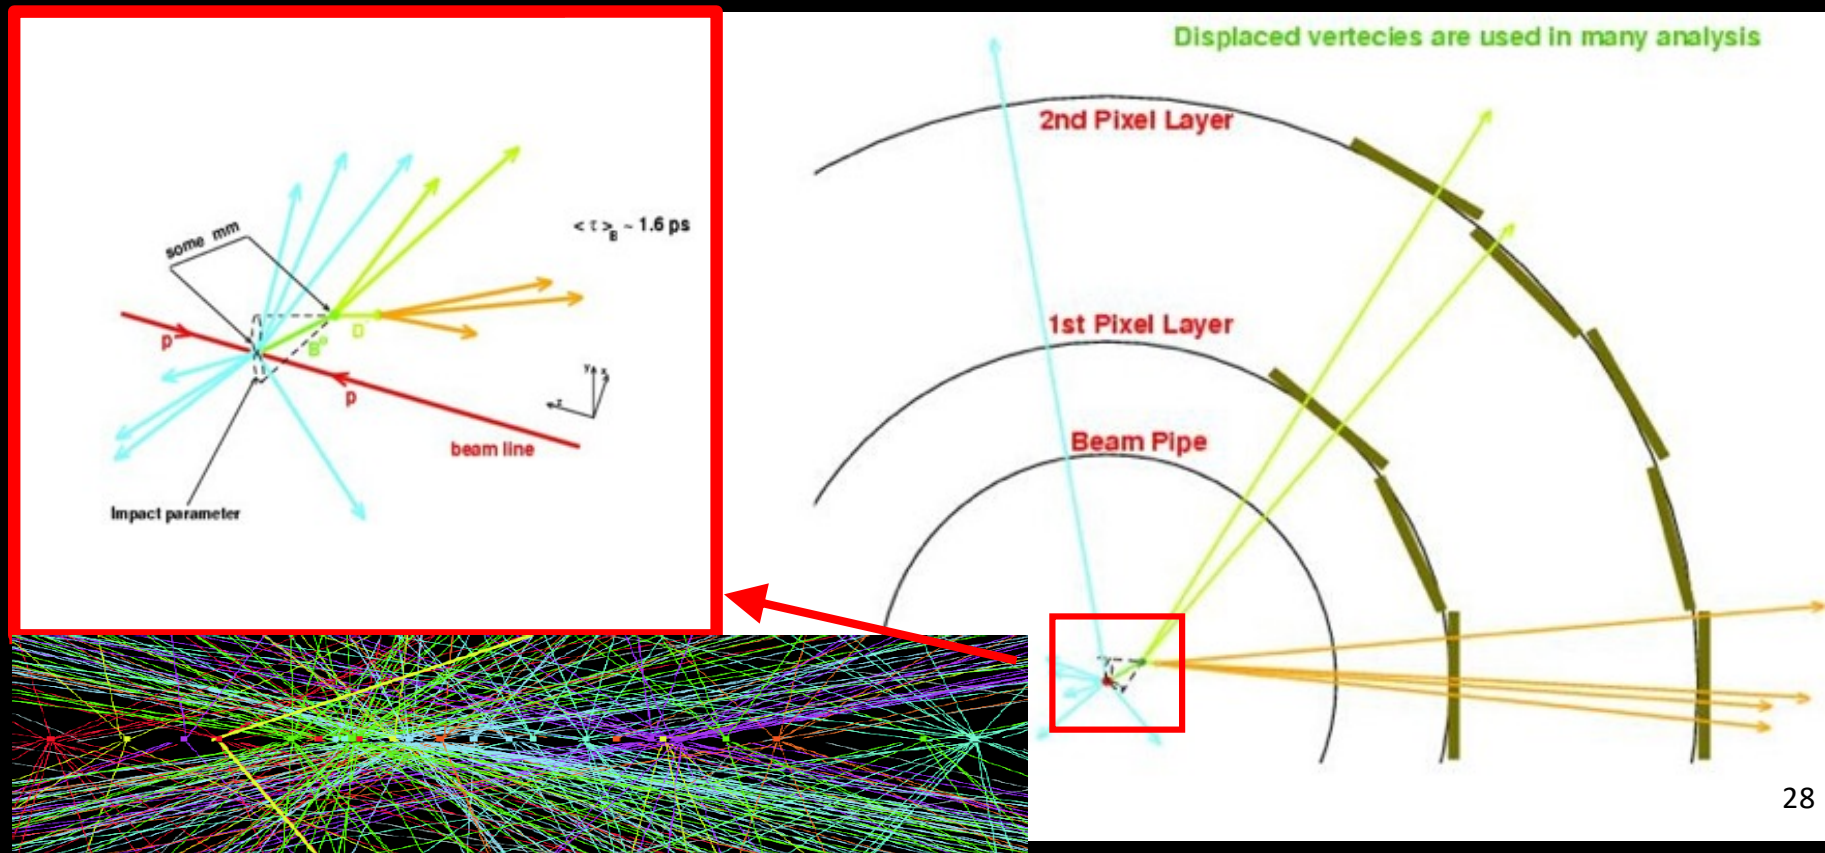 Displaced vertecies are used in many analysis
2nd Pixel Layer
1st Pixel Layer
Beam Pipe
some mm
< τ >B ~ 1.6 ps
p
B⁰
D
p
beam line
Impact parameter
y
x
z
28